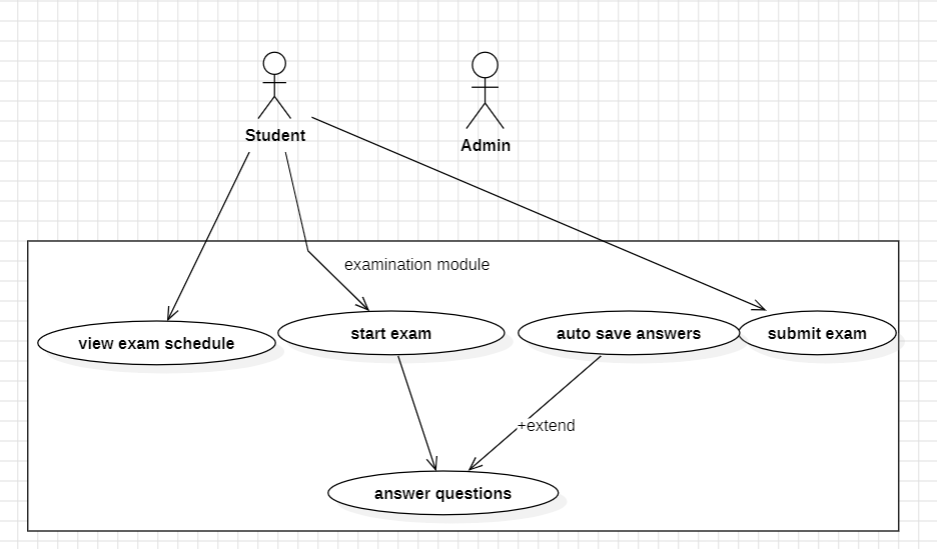 Student
Admin
examination module
view exam schedule
start exam
auto save answers
submit exam
+extend
answer questions